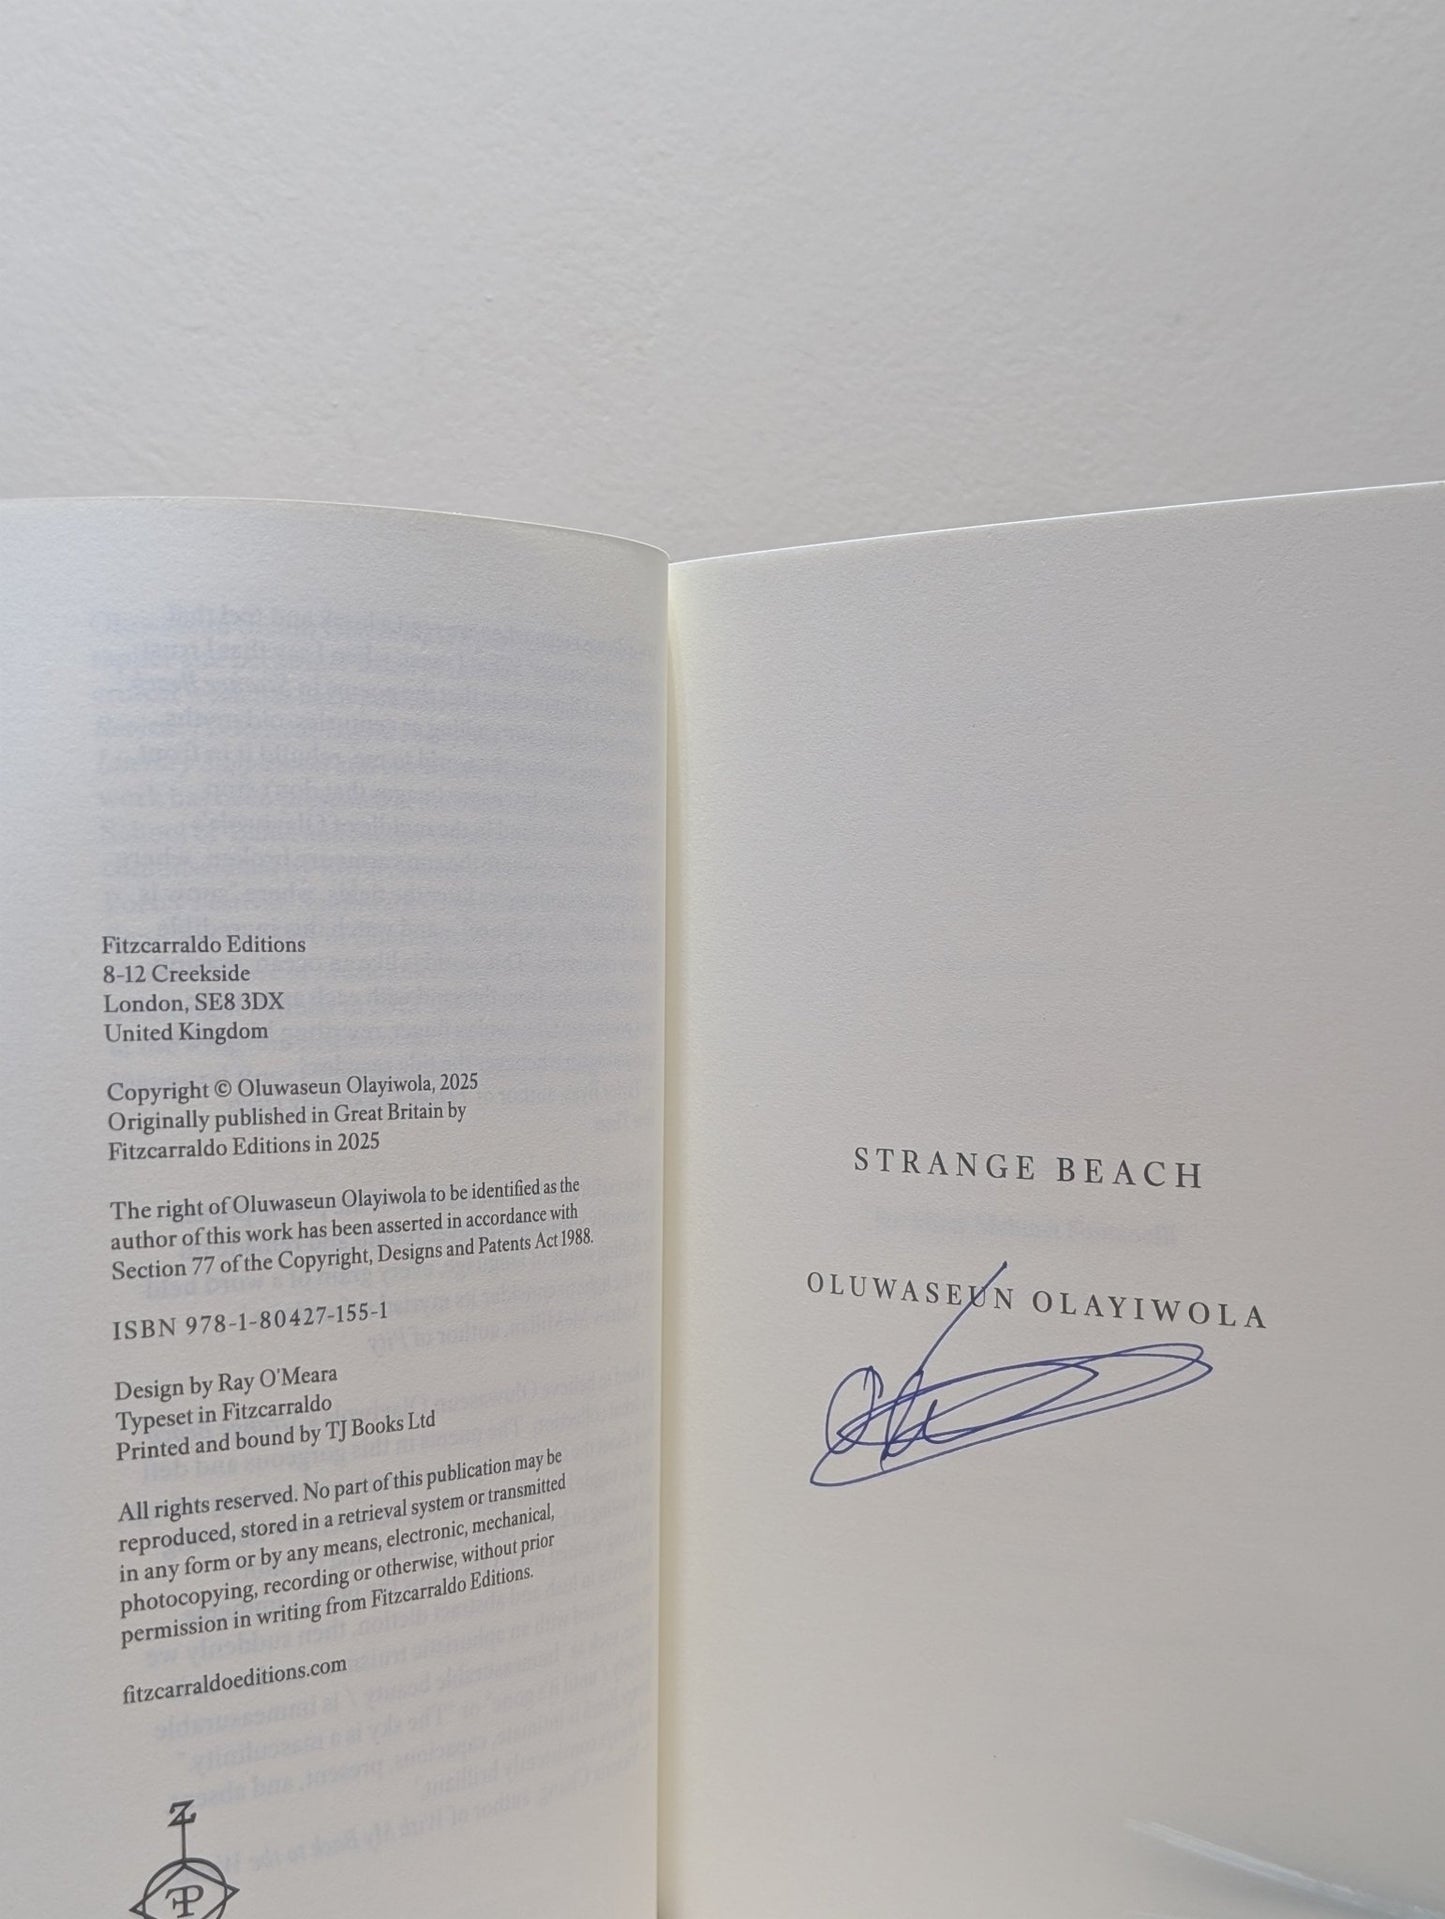 Fitzcarraldo Editions
8-12 Creekside
London, SE8 3DX
United Kingdom
Copyright © Oluwaseun Olayiwola, 2025
Originally published in Great Britain by
Fitzcarraldo Editions in 2025
The right of Oluwaseun Olayiwola to be identified as the
author of this work has been asserted in accordance with
Section 77 of the Copyright, Designs and Patents Act 1988.
ISBN 978-1-80427-155-1
Design by Ray O'Meara
Typeset in Fitzcarraldo
Printed and bound by TJ Books Ltd
All rights reserved. No part of this publication may be
reproduced, stored in a retrieval system or transmitted
in any form or by any means, electronic, mechanical,
photocopying, recording or otherwise, without prior
permission in writing from Fitzcarraldo Editions.
fitzcarraldoeditions.com
STRANGE BEACH
OLUWASEUN OLAYIWOLA